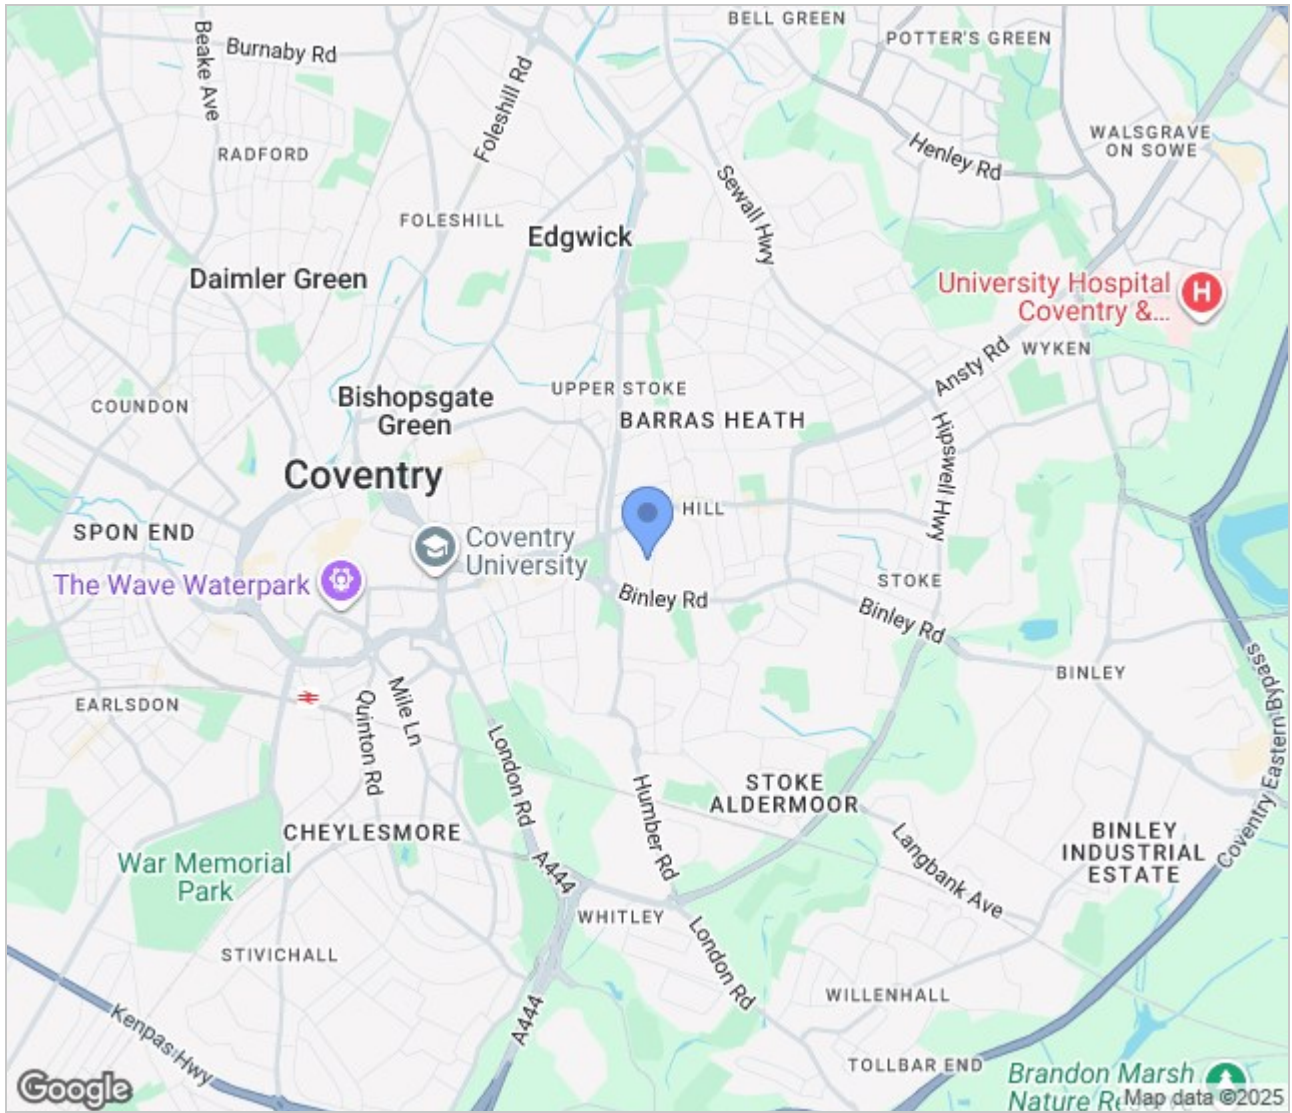 BELL GREEN
POTTER'S GREEN
Burnaby Rd
Beake Ave
Foleshill Rd
WALSGRAVE
ON SOWE
Henley Rd
RADFORD
Sewall Hwy
FOLESHILL
Edgwick
Daimler Green
University Hospital
Coventry &...
H
WYKEN
Ansty Rd
UPPER STOKE
Bishopsgate
Green
COUNDON
BARRAS HEATH
Hipswell Hwy
Coventry
HILL
SPON END
Coventry
University
The Wave Waterpark
STOKE
Binley Rd
Binley Rd
BINLEY
Coventry Eastern Bypass
EARLSDON
Mile Ln
Quinton Rd
London Rd
STOKE
ALDERMOOR
Humber Rd
CHEYLESMORE
Langbank Ave
BINLEY
INDUSTRIAL
ESTATE
War Memorial
Park
A444
WHITLEY
London Rd
STIVICHALL
WILLENHALL
A444
Kenpas Hwy
TOLLBAR END
Brandon Marsh
Nature Re
Google
Map data ©2025